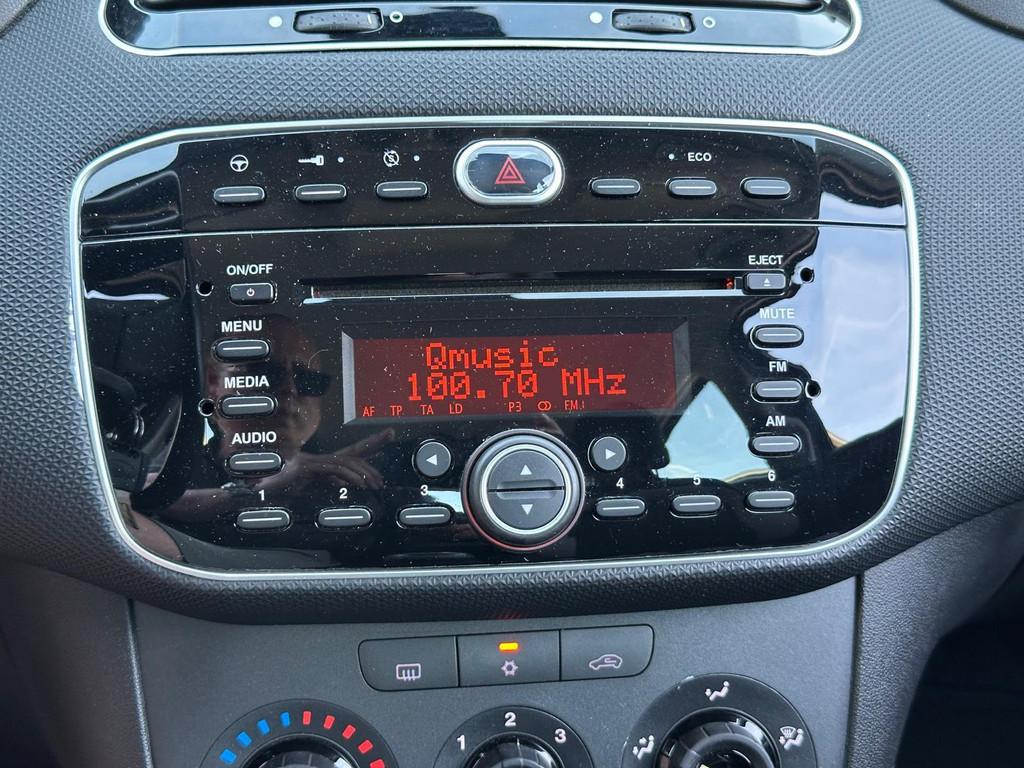 ECO
ON/OFF
EJECT
MENU
MUTE
Qmusic
100.70 MHz
FM
MEDIA
AF TP TA LD P3 FM1
AUDIO
AM
1 2 3 4 5 6
1 2 3